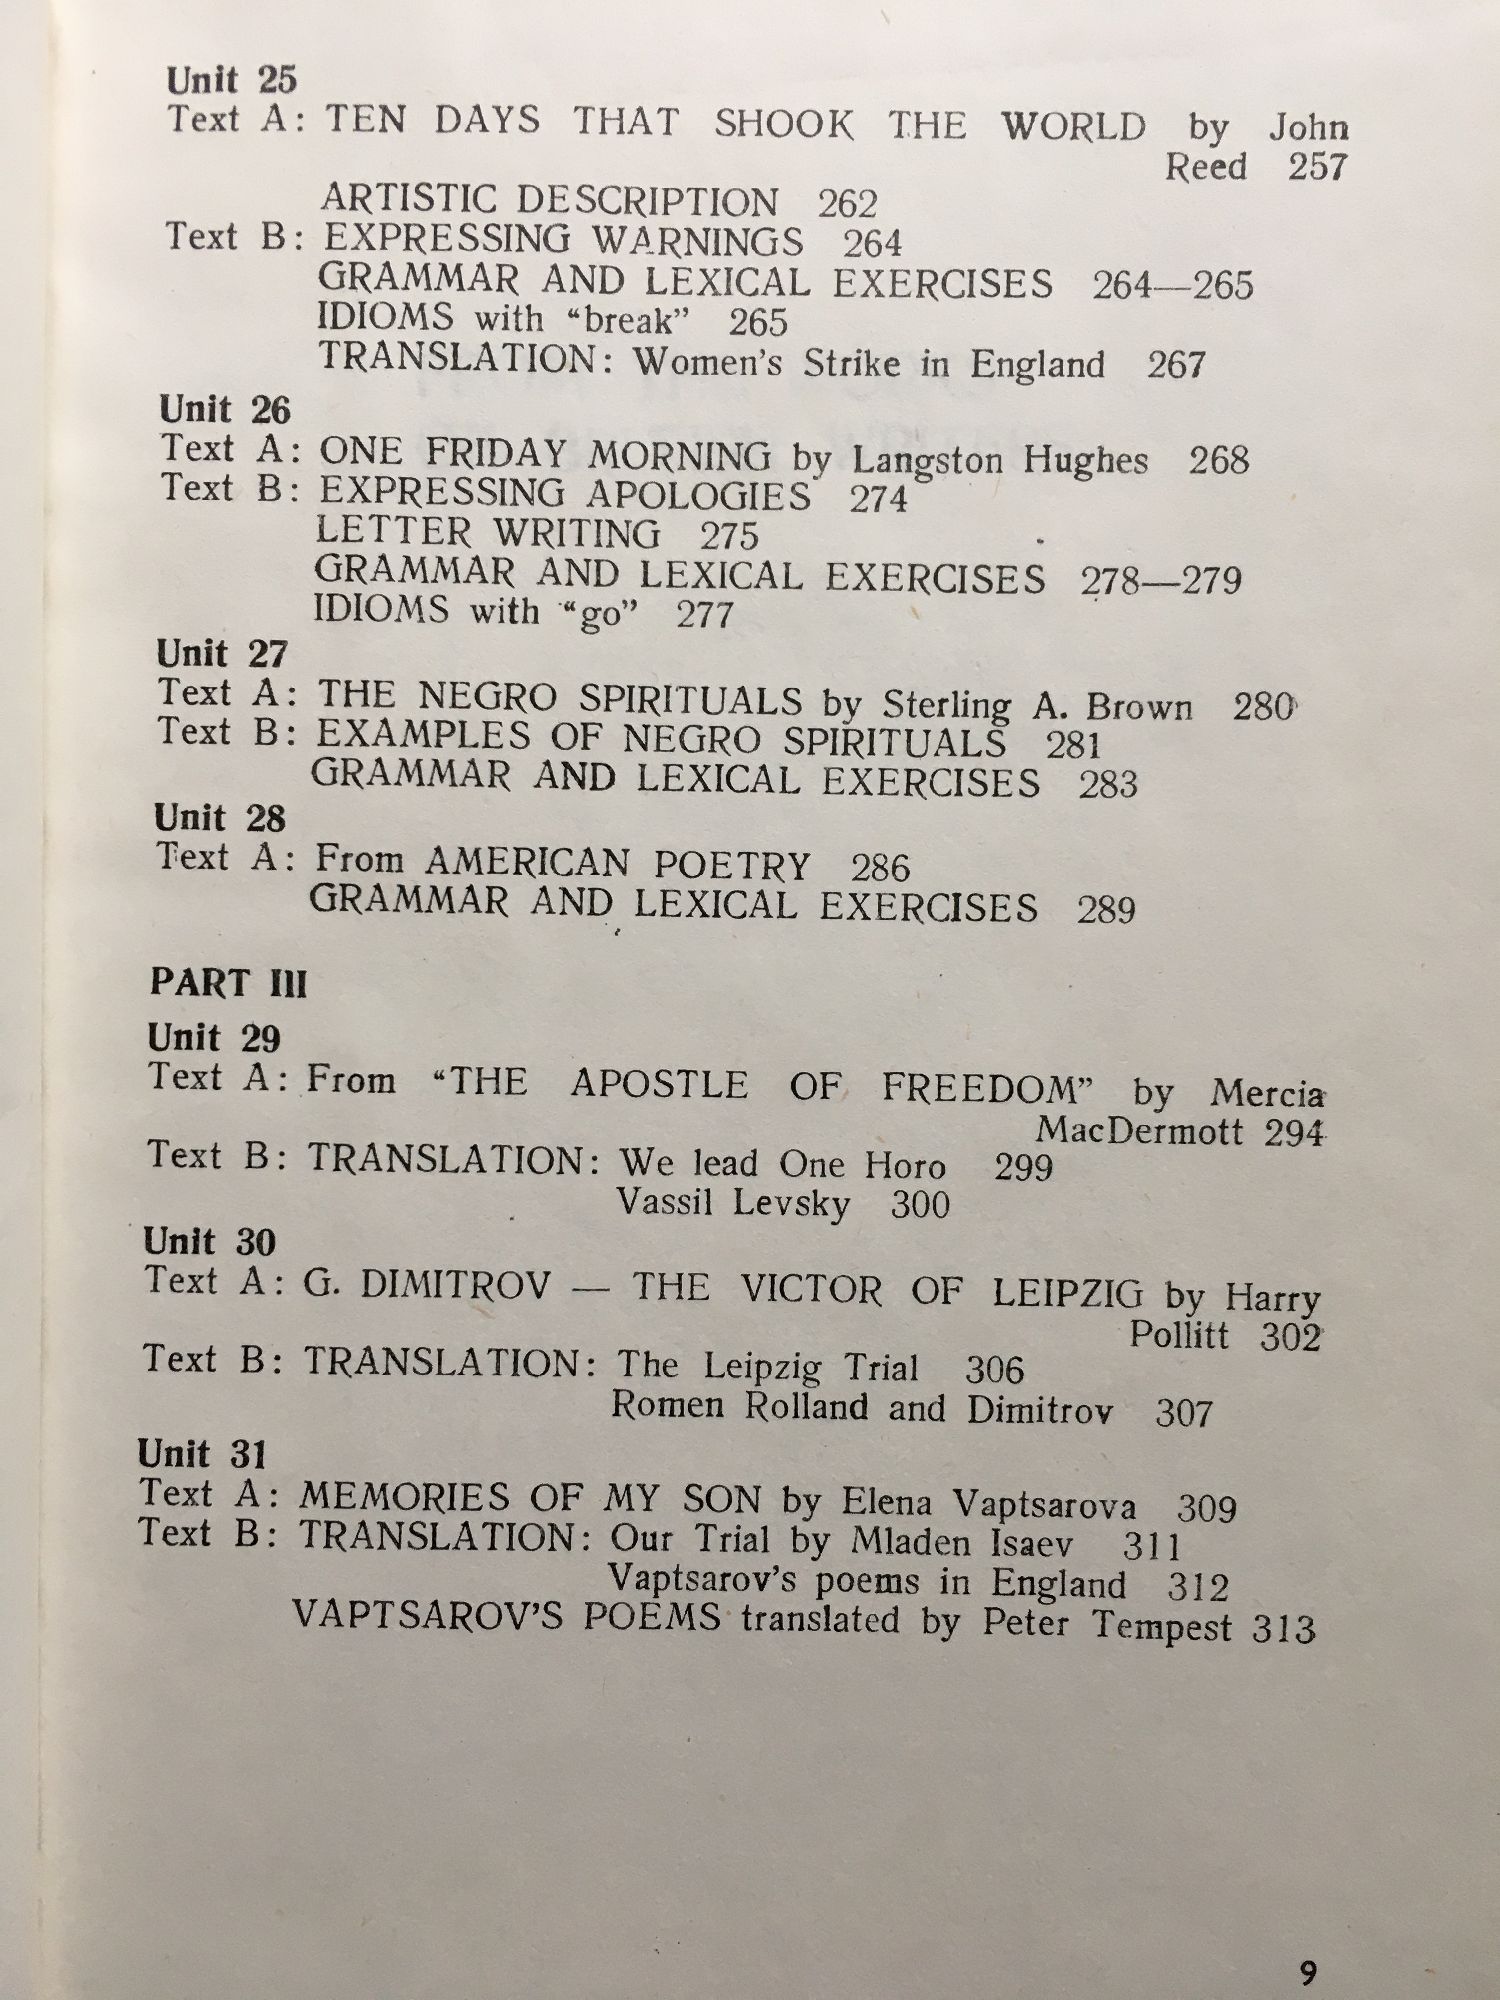 Unit 25
Text A: TEN DAYS THAT SHOOK THE WORLD by John
Reed 257
ARTISTIC DESCRIPTION 262
Text B: EXPRESSING WARNINGS 264
GRAMMAR AND LEXICAL EXERCISES 264—265
IDIOMS with “break” 265
TRANSLATION: Women's Strike in England 267
Unit 26
Text A: ONE FRIDAY MORNING by Langston Hughes 268
Text B: EXPRESSING APOLOGIES 274
LETTER WRITING 275
GRAMMAR AND LEXICAL EXERCISES 278—279
IDIOMS with “go” 277
Unit 27
Text A: THE NEGRO SPIRITUALS by Sterling A. Brown 280
Text B: EXAMPLES OF NEGRO SPIRITUALS 281
GRAMMAR AND LEXICAL EXERCISES 283
Unit 28
Text A: From AMERICAN POETRY 286
GRAMMAR AND LEXICAL EXERCISES 289
PART III
Unit 29
Text A: From “THE APOSTLE OF FREEDOM” by Mercia
MacDermott 294
Text B: TRANSLATION: We lead One Horo 299
Vassil Levsky 300
Unit 30
Text A: G. DIMITROV — THE VICTOR OF LEIPZIG by Harry
Pollitt 302
Text B: TRANSLATION: The Leipzig Trial 306
Romen Rolland and Dimitrov 307
Unit 31
Text A: MEMORIES OF MY SON by Elena Vaptsarova 309
Text B: TRANSLATION: Our Trial by Mladen Isaev 311
Vaptsarov's poems in England 312
VAPTSAROV'S POEMS translated by Peter Tempest 313
9